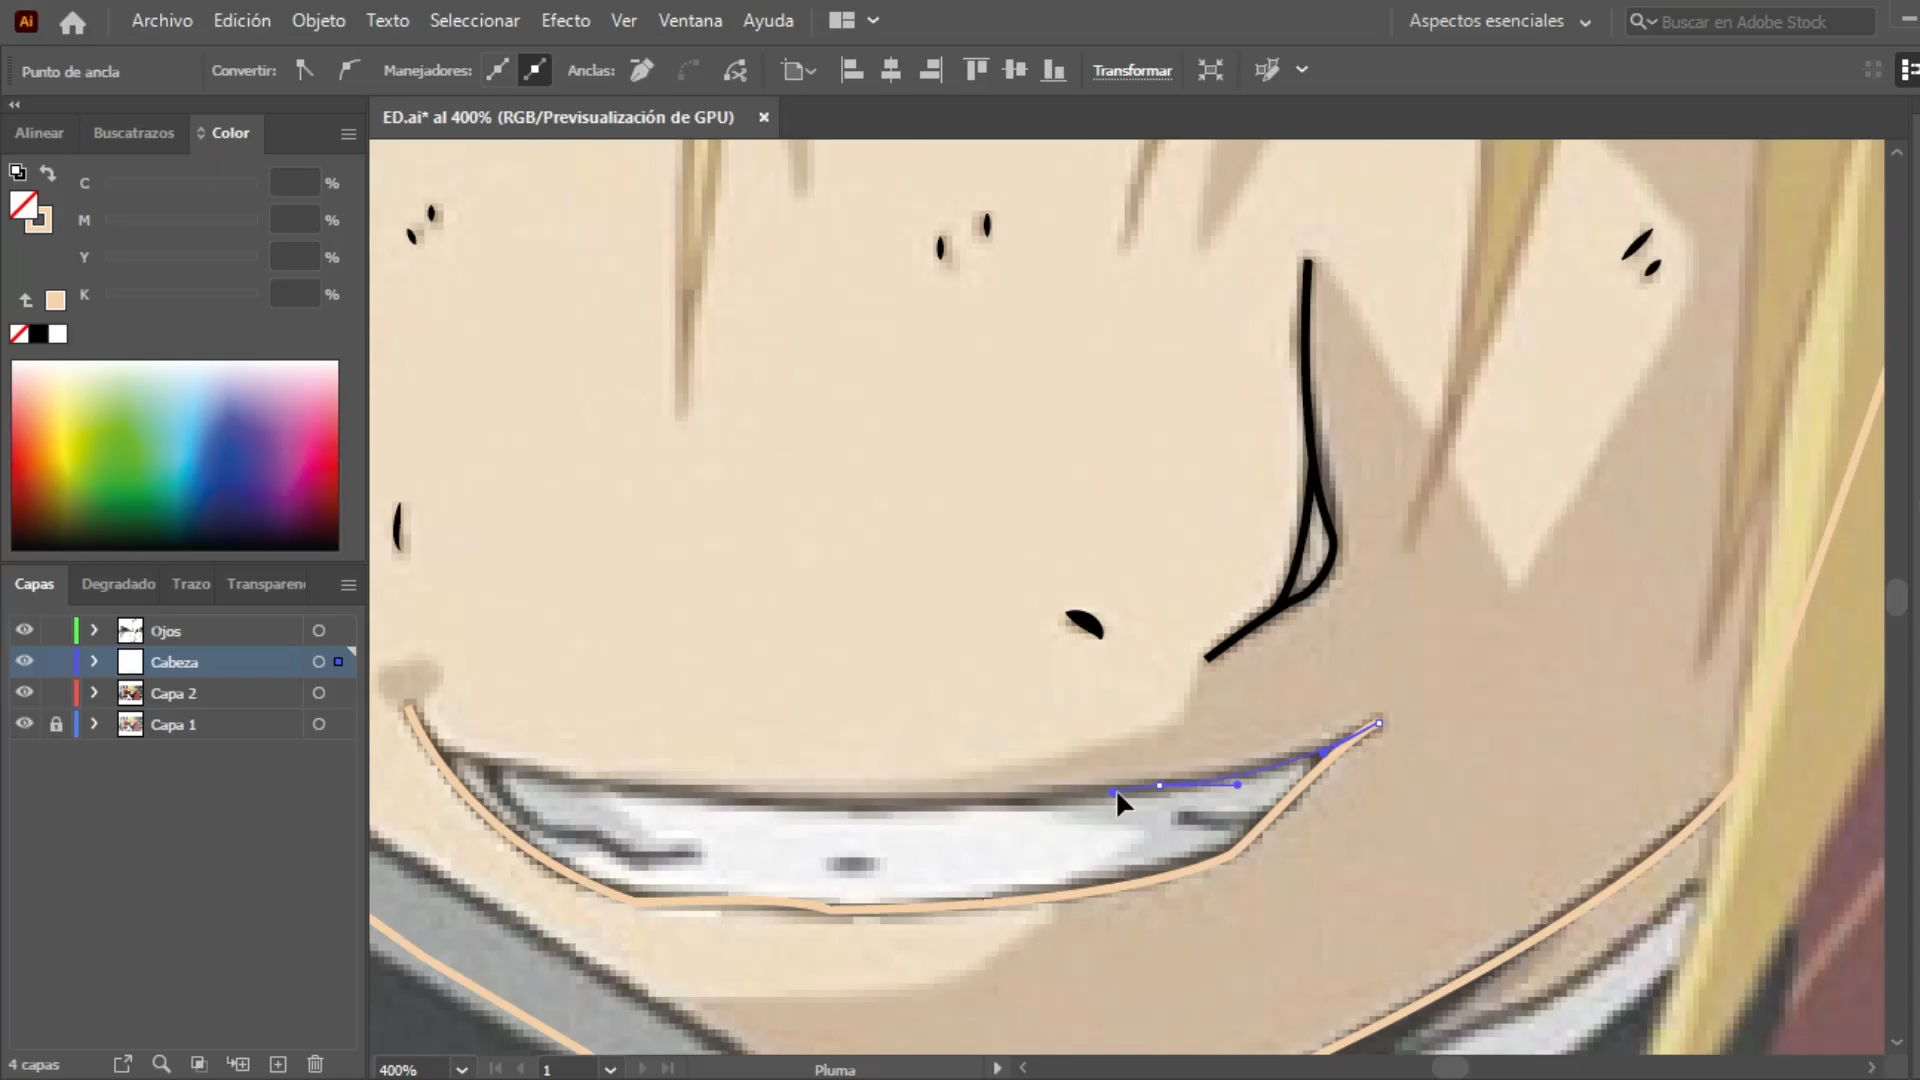 Ai Archivo Edición Objeto Texto Seleccionar Efecto Ver Ventana Ayuda Aspectos esenciales Buscar en Adobe Stock
Punto de ancla Convertir: Manejadores: Anclas: Transformar
ED.ai* al 400% (RGB/Previsualización de GPU)
Alinear Buscatrazos Color
C %
M %
Y %
K %
Capas Degradado Trazo Transparen
Ojos
Cabeza
Capa 2
Capa 1
4 capas 400% 1 Pluma